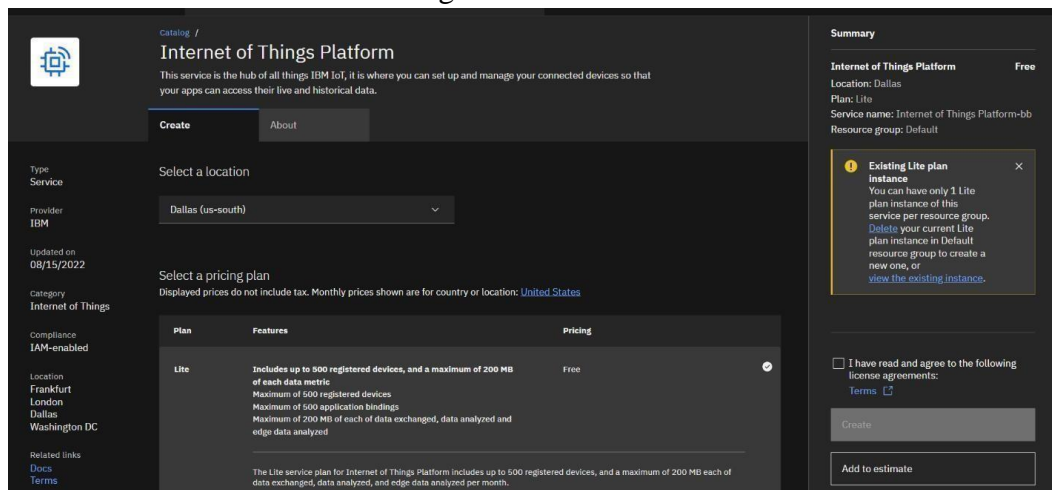 Catalog /
Internet of Things Platform
This service is the hub of all things IBM IoT, it is where you can set up and manage your connected devices so that
your apps can access their live and historical data.
Create
About
Type
Service
Provider
IBM
Updated on
08/15/2022
Category
Internet of Things
Compliance
IAM-enabled
Location
Frankfurt
London
Dallas
Washington DC
Related links
Docs
Terms
Select a location
Dallas (us-south)
Select a pricing plan
Displayed prices do not include tax. Monthly prices shown are for country or location: United States
Plan
Features
Pricing
Lite
Includes up to 500 registered devices, and a maximum of 200 MB
of each data metric
Maximum of 500 registered devices
Maximum of 500 application bindings
Maximum of 200 MB of each of data exchanged, data analyzed and
edge data analyzed
Free
The Lite service plan for Internet of Things Platform includes up to 500 registered devices, and a maximum of 200 MB each of
data exchanged, data analyzed, and edge data analyzed per month.
Summary
Internet of Things Platform Free
Location: Dallas
Plan: Lite
Service name: Internet of Things Platform-bb
Resource group: Default
Existing Lite plan
instance
You can have only 1 Lite
plan instance of this
service per resource group.
Delete your current Lite
plan instance in Default
resource group to create a
new one, or
view the existing instance.
I have read and agree to the following
license agreements:
Terms
Create
Add to estimate